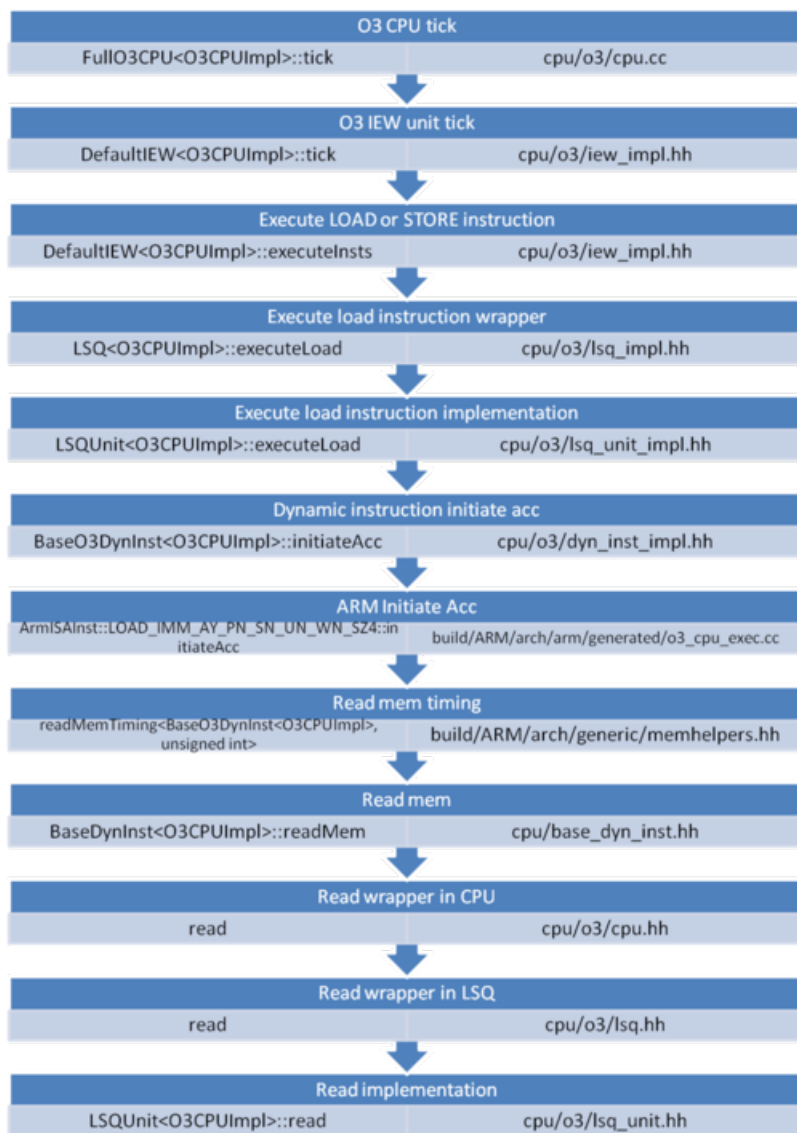 O3 CPU tick
FullO3CPU<O3CPUImpl>::tick cpu/o3/cpu.cc
O3 IEW unit tick
DefaultIEW<O3CPUImpl>::tick cpu/o3/iew_impl.hh
Execute LOAD or STORE instruction
DefaultIEW<O3CPUImpl>::executeInsts cpu/o3/iew_impl.hh
Execute load instruction wrapper
LSQ<O3CPUImpl>::executeLoad cpu/o3/lsq_impl.hh
Execute load instruction implementation
LSQUnit<O3CPUImpl>::executeLoad cpu/o3/lsq_unit_impl.hh
Dynamic instruction initiate acc
BaseO3DynInst<O3CPUImpl>::initiateAcc cpu/o3/dyn_inst_impl.hh
ARM Initiate Acc
ArmISAInst::LOAD_IMM_AY_PN_SN_UN_WN_SZ4::in
itiateAcc
build/ARM/arch/arm/generated/o3_cpu_exec.cc
Read mem timing
readMemTiming<BaseO3DynInst<O3CPUImpl>,
unsigned int>
build/ARM/arch/generic/memhelpers.hh
Read mem
BaseDynInst<O3CPUImpl>::readMem cpu/base_dyn_inst.hh
Read wrapper in CPU
read cpu/o3/cpu.hh
Read wrapper in LSQ
read cpu/o3/lsq.hh
Read implementation
LSQUnit<O3CPUImpl>::read cpu/o3/lsq_unit.hh